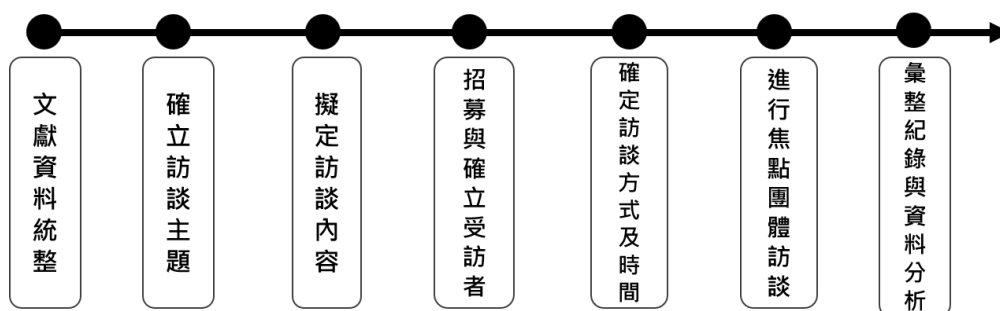 文獻資料統整
確立訪談主題
擬定訪談內容
招募與確立受訪者
確定訪談方式及時間
進行焦點團體訪談
彙整紀錄與資料分析